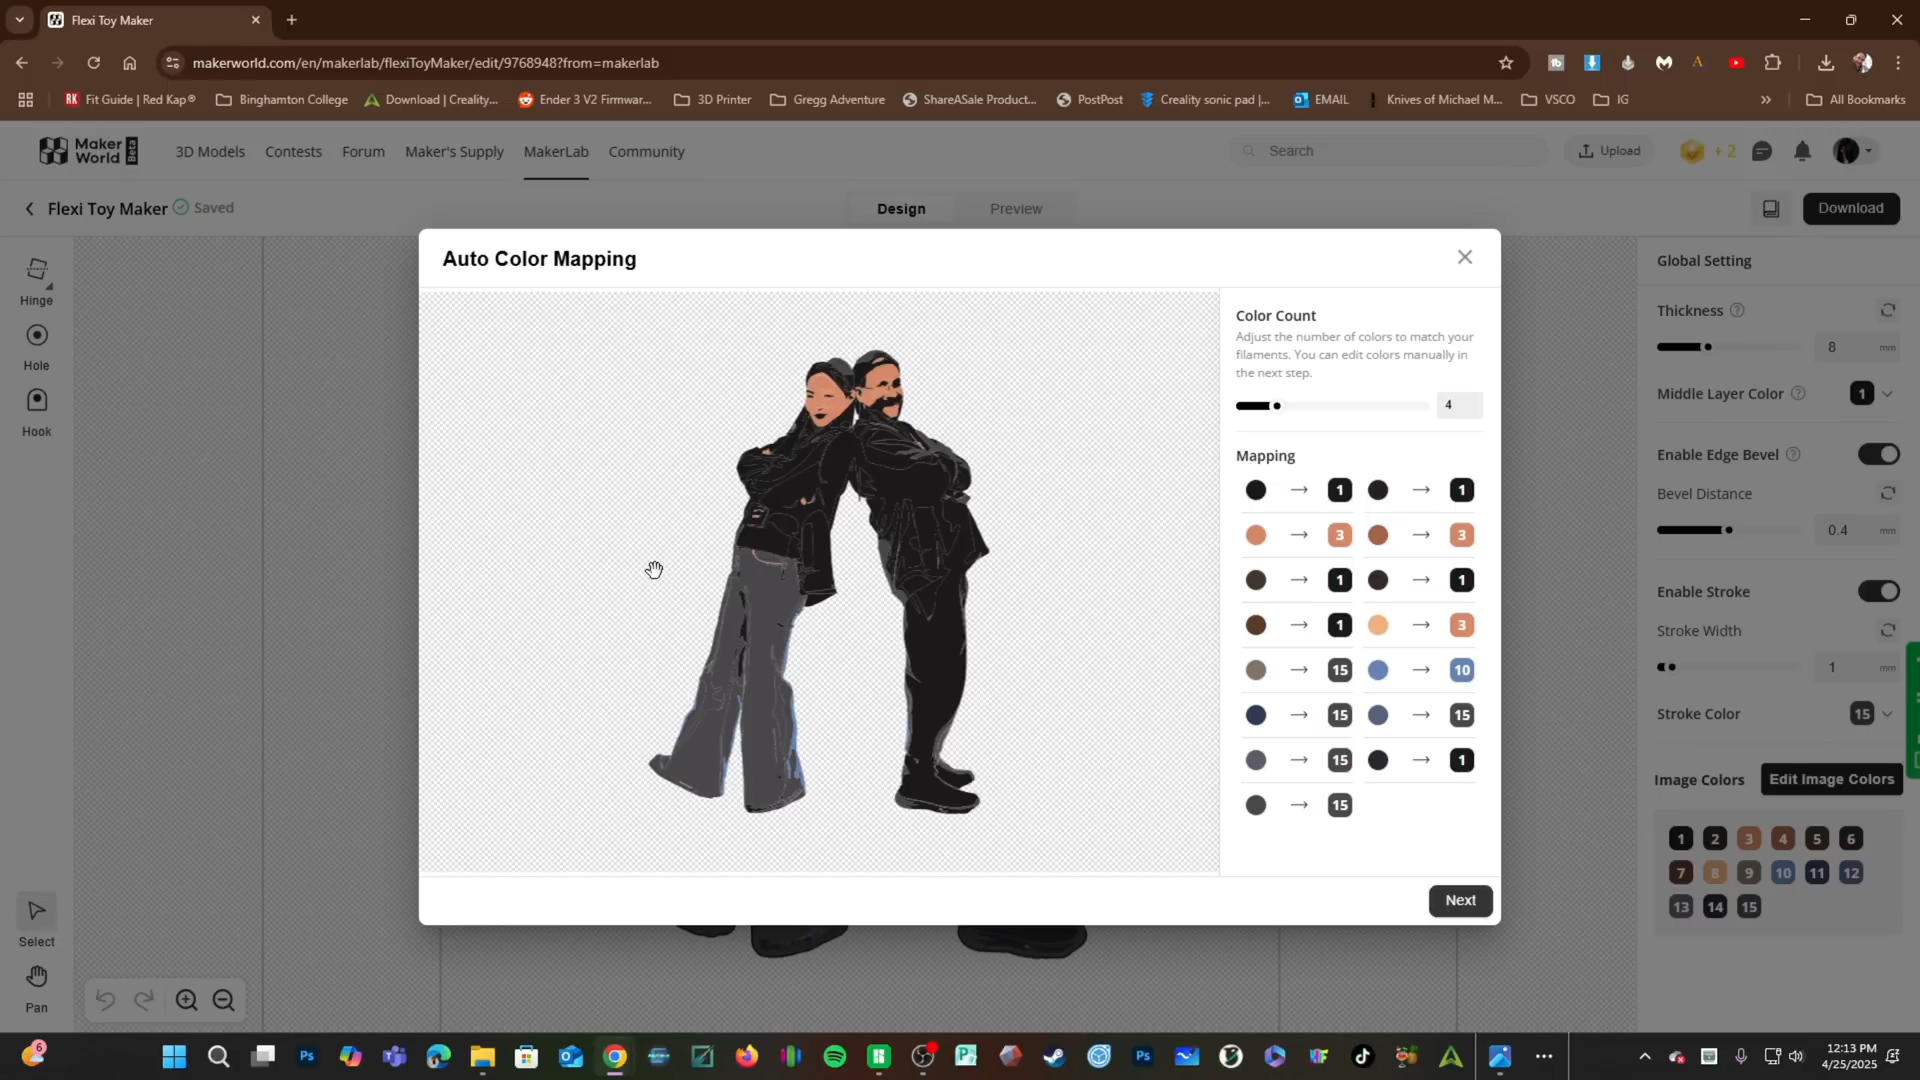 Flexi Toy Maker
makerworld.com/en/makerlab/flexiToyMaker/edit/9768948?from=makerlab
RK Fit Guide | Red Kap® Binghamton College Download | Creality... Ender 3 V2 Firmwar... 3D Printer Gregg Adventure ShareASale Product... PostPost Creality sonic pad |... EMAIL Knives of Michael M... VSCO IG » All Bookmarks
Maker World Beta 3D Models Contests Forum Maker's Supply MakerLab Community Search Upload + 2
Flexi Toy Maker Saved Design Preview Download
Auto Color Mapping
Hinge
Hole
Hook
Select
Pan
Color Count
Adjust the number of colors to match your
filaments. You can edit colors manually in
the next step.
4
Mapping
→ 1 → 1
→ 3 → 3
→ 1 → 1
→ 1 → 3
→ 15 → 10
→ 15 → 15
→ 15 → 1
→ 15
Next
Global Setting
Thickness
8 mm
Middle Layer Color 1
Enable Edge Bevel
Bevel Distance
0.4 mm
Enable Stroke
Stroke Width
1 mm
Stroke Color 15
Image Colors Edit Image Colors
1 2 3 4 5 6
7 8 9 10 11 12
13 14 15
6
Ps Ps
12:13 PM
4/25/2025